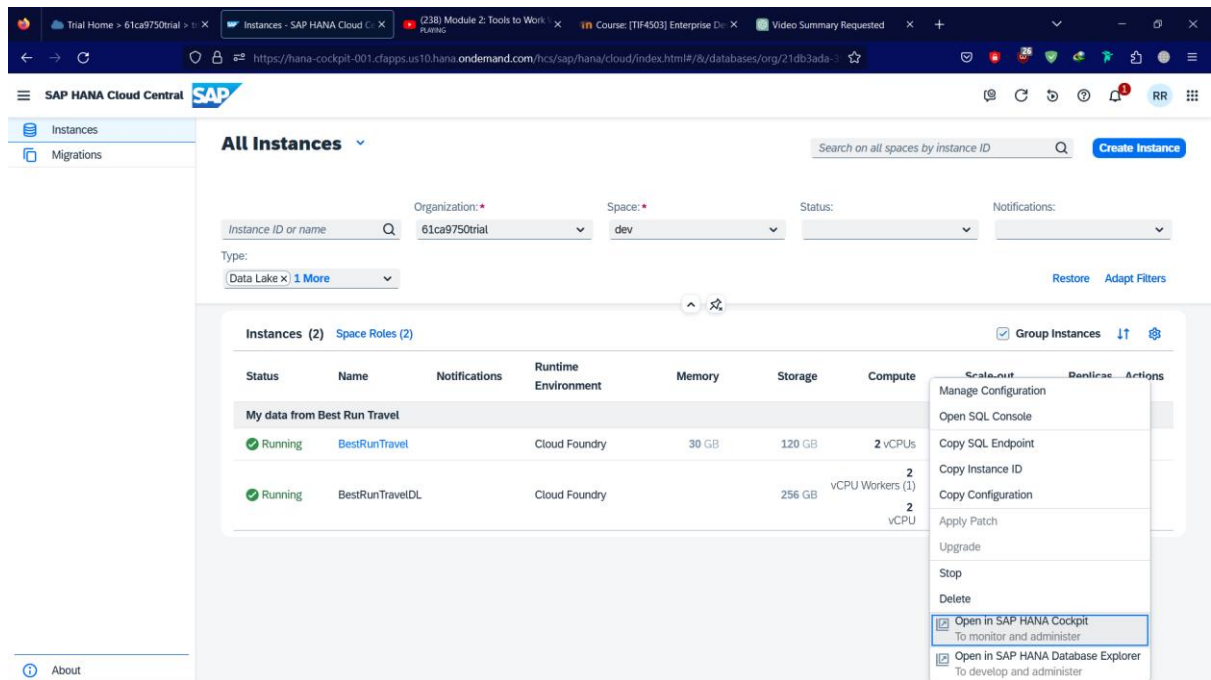 Trial Home > 61ca9750trial > tr
Instances - SAP HANA Cloud Ce
(238) Module 2: Tools to Work
PLAYING
Course: [TIF4503] Enterprise De
Video Summary Requested
https://hana-cockpit-001.cfapps.us10.hana.ondemand.com/hcs/sap/hana/cloud/index.html#/&/databases/org/21db3ada-3
26
SAP HANA Cloud Central SAP
1
RR
Instances
Migrations
All Instances
Search on all spaces by instance ID
Create Instance
Organization:*
Space:*
Status:
Notifications:
Instance ID or name
61ca9750trial
dev
Type:
Data Lake × 1 More
Restore Adapt Filters
Instances (2) Space Roles (2)
Group Instances
Status Name Notifications Runtime Environment Memory Storage Compute Scale-out Replicas Actions
My data from Best Run Travel
Running BestRunTravel Cloud Foundry 30 GB 120 GB 2 vCPUs
Running BestRunTravelDL Cloud Foundry 256 GB 2
vCPU Workers (1)
2
vCPU
Manage Configuration
Open SQL Console
Copy SQL Endpoint
Copy Instance ID
Copy Configuration
Apply Patch
Upgrade
Stop
Delete
Open in SAP HANA Cockpit
To monitor and administer
Open in SAP HANA Database Explorer
To develop and administer
About